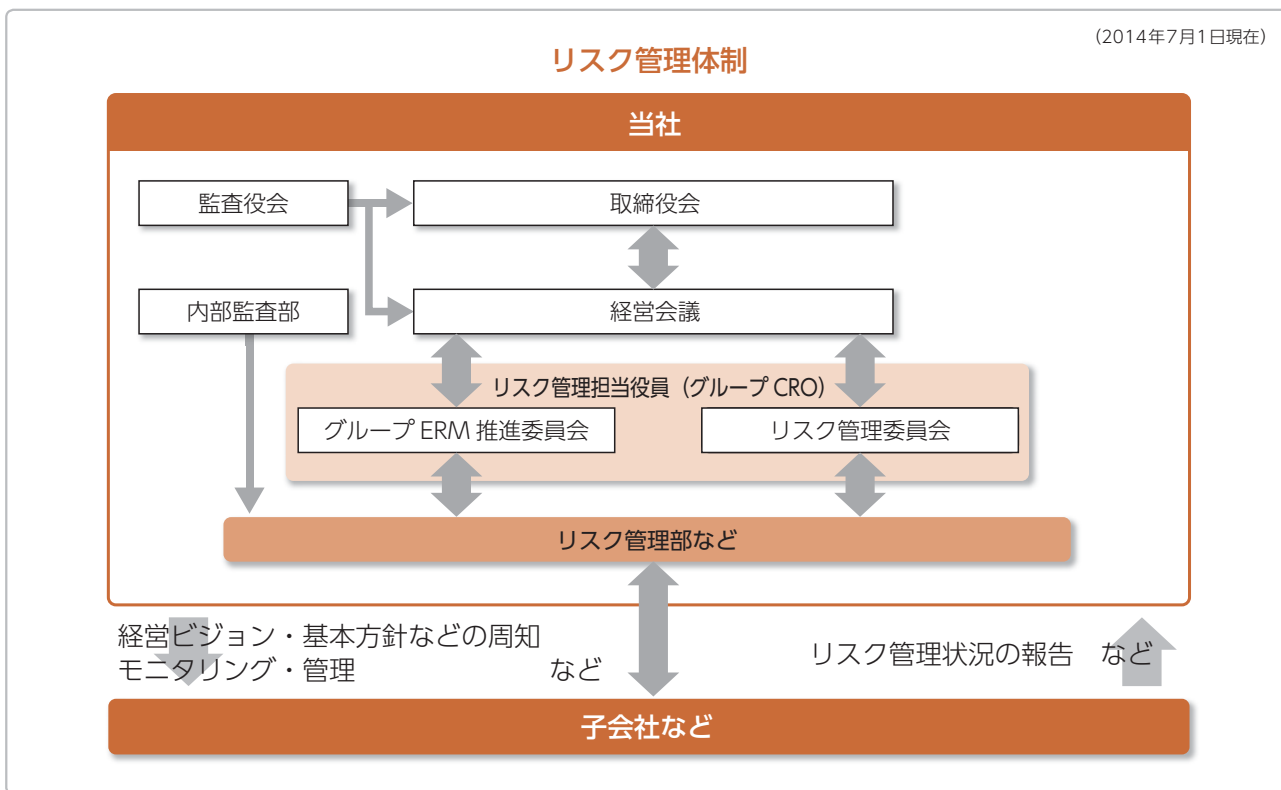 （2014年7月1日現在）
リスク管理体制
当社
監査役会
取締役会
内部監査部
経営会議
リスク管理担当役員（グループCRO）
グループERM推進委員会
リスク管理委員会
リスク管理部など
経営ビジョン・基本方針などの周知
モニタリング・管理　など
リスク管理状況の報告　など
子会社など